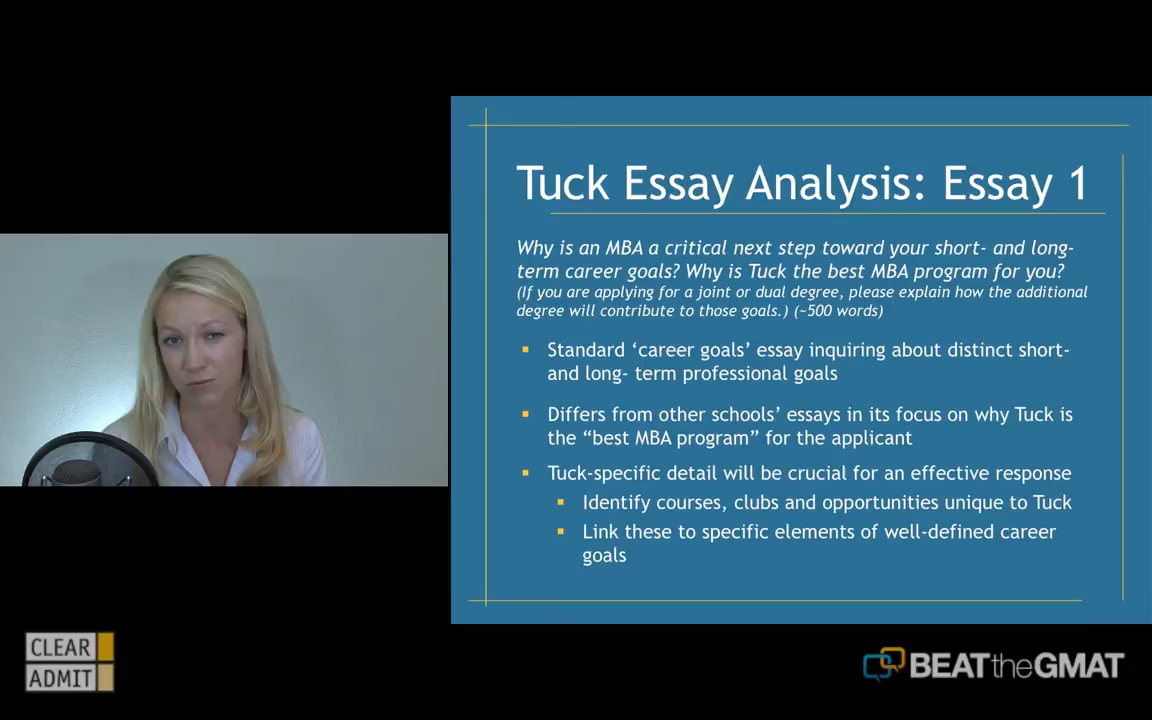 Tuck Essay Analysis: Essay 1
Why is an MBA a critical next step toward your short- and long-
term career goals? Why is Tuck the best MBA program for you?
(If you are applying for a joint or dual degree, please explain how the additional
degree will contribute to those goals.) (~500 words)
Standard ‘career goals’ essay inquiring about distinct short-
and long- term professional goals
Differs from other schools’ essays in its focus on why Tuck is
the “best MBA program” for the applicant
Tuck-specific detail will be crucial for an effective response
Identify courses, clubs and opportunities unique to Tuck
Link these to specific elements of well-defined career
goals
CLEAR
ADMIT
BEATtheGMAT